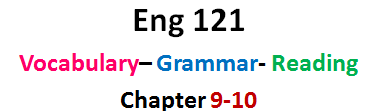 Eng 121
Vocabulary– Grammar- Reading
Chapter 9-10